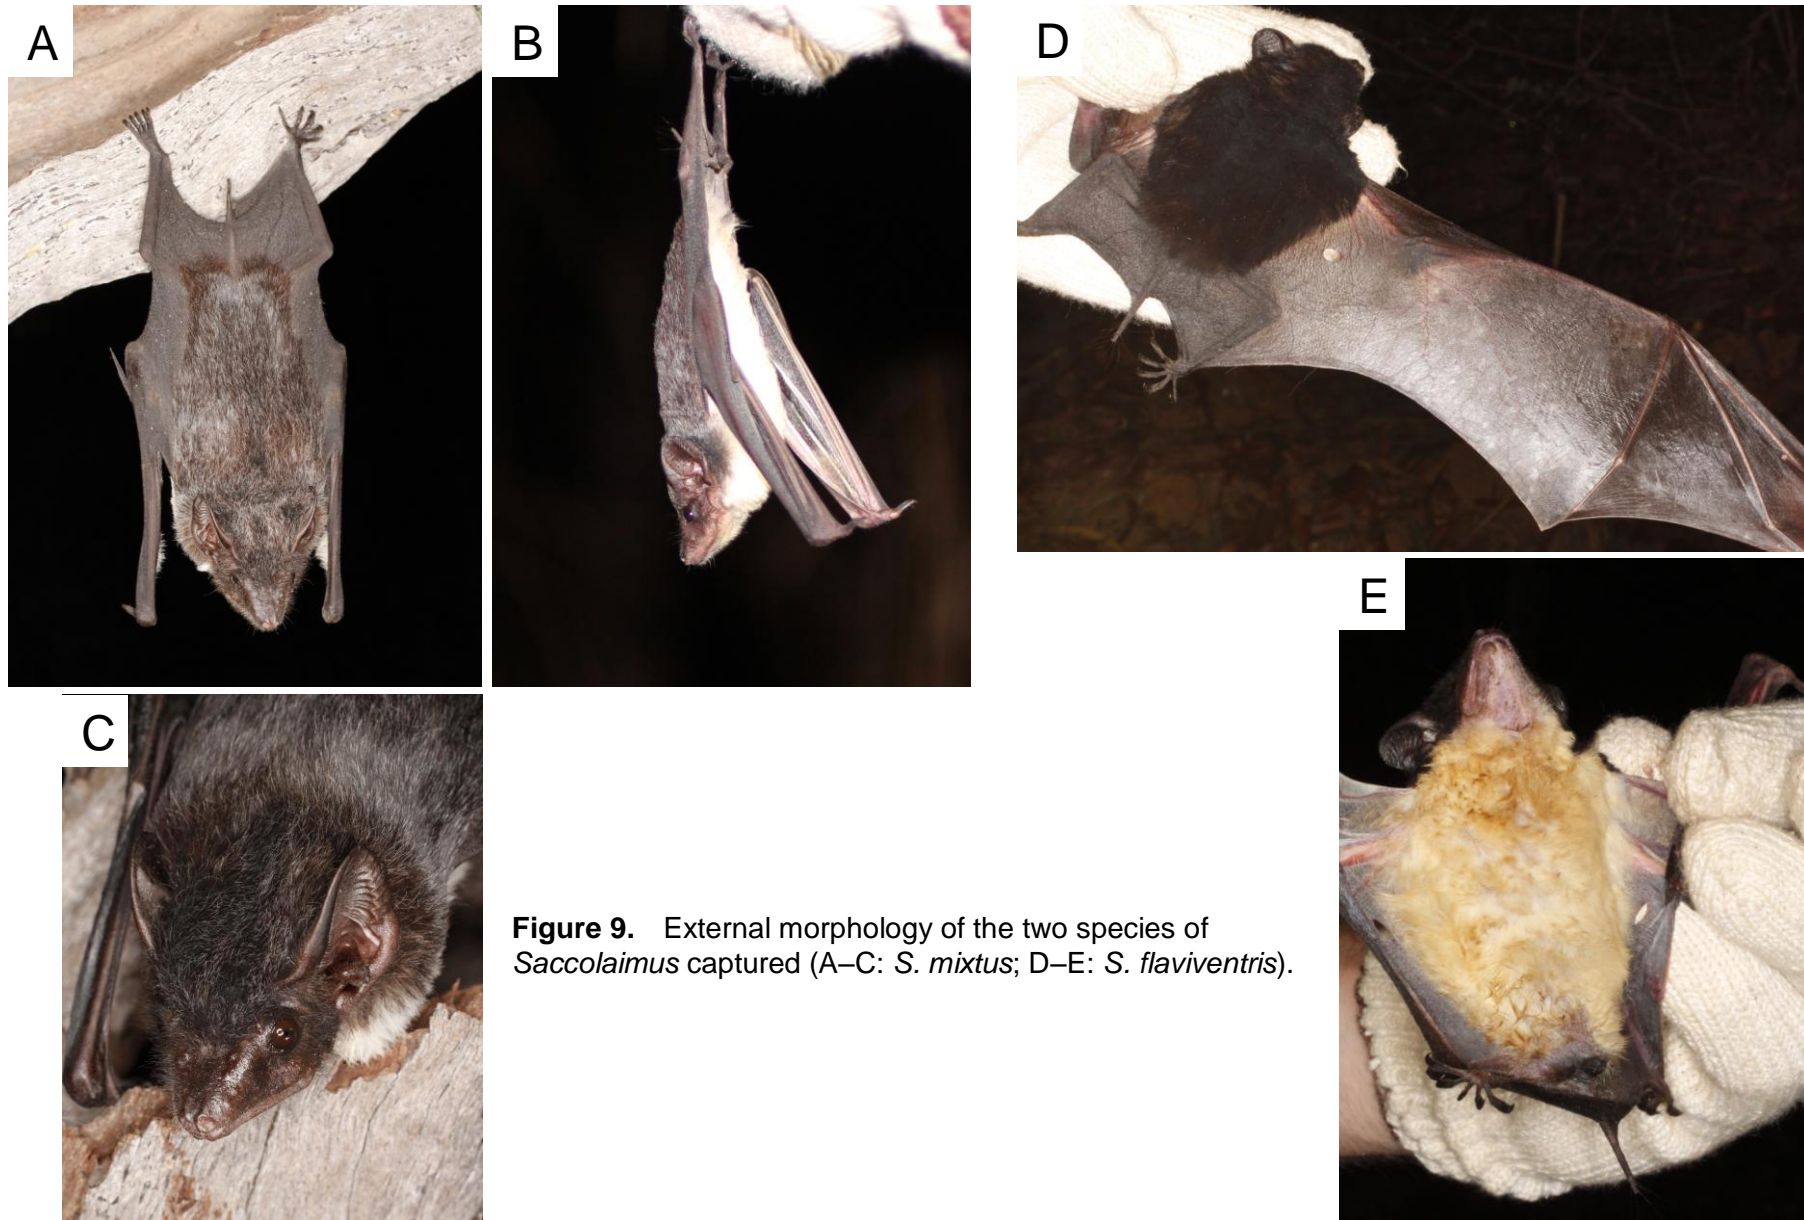 A
B
D
E
C
Figure 9. External morphology of the two species of
Saccolaimus captured (A–C: S. mixtus; D–E: S. flaviventris).